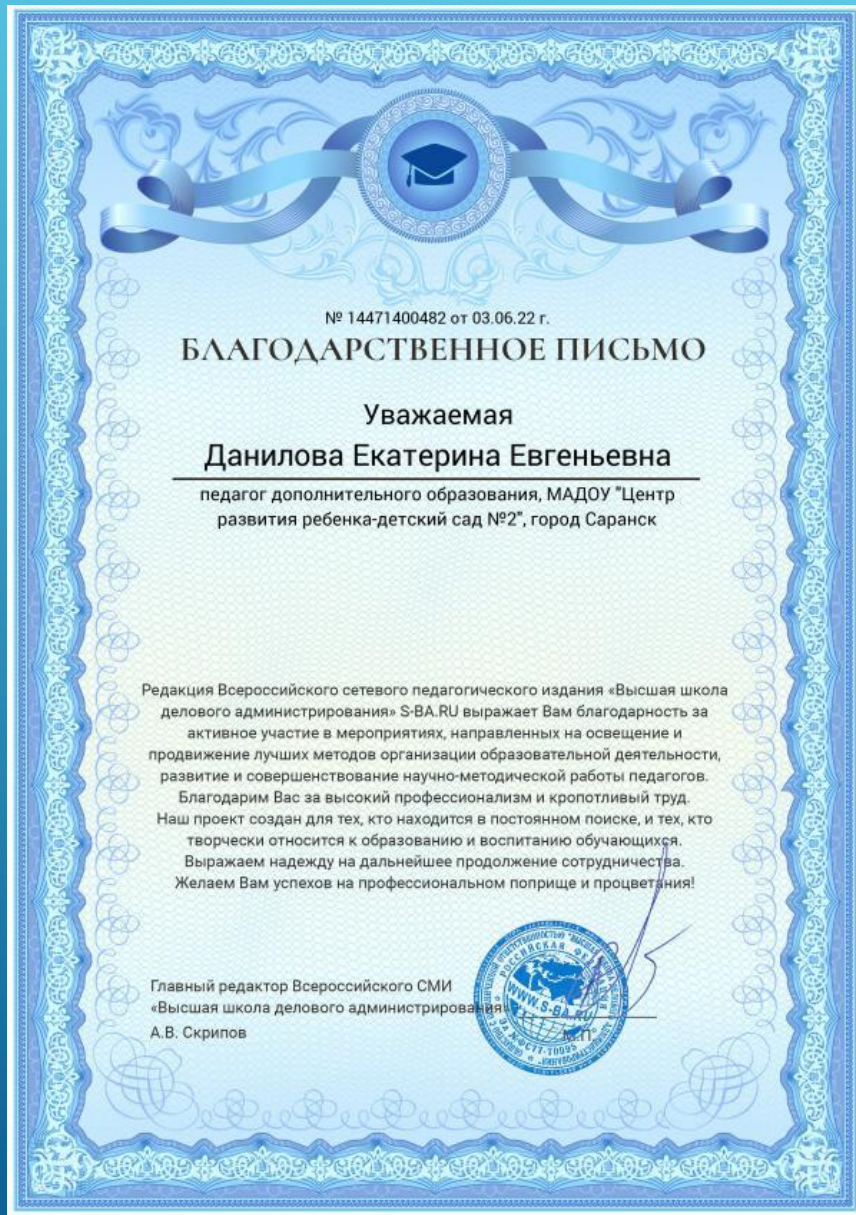 № 14471400482 от 03.06.22 г.
БЛАГОДАРСТВЕННОЕ ПИСЬМО
Уважаемая
Данилова Екатерина Евгеньевна
педагог дополнительного образования, МАДОУ "Центр
развития ребенка-детский сад №2", город Саранск
Редакция Всероссийского сетевого педагогического издания «Высшая школа
делового администрирования» S-BA.RU выражает Вам благодарность за
активное участие в мероприятиях, направленных на освещение и
продвижение лучших методов организации образовательной деятельности,
развитие и совершенствование научно-методической работы педагогов.
Благодарим Вас за высокий профессионализм и кропотливый труд.
Наш проект создан для тех, кто находится в постоянном поиске, и тех, кто
творчески относится к образованию и воспитанию обучающихся.
Выражаем надежду на дальнейшее продолжение сотрудничества.
Желаем Вам успехов на профессиональном поприще и процветания!
Главный редактор Всероссийского СМИ
«Высшая школа делового администрирования»
А.В. Скрипов
М.П.
РОССИЙСКАЯ
WWW.S-BA.RU